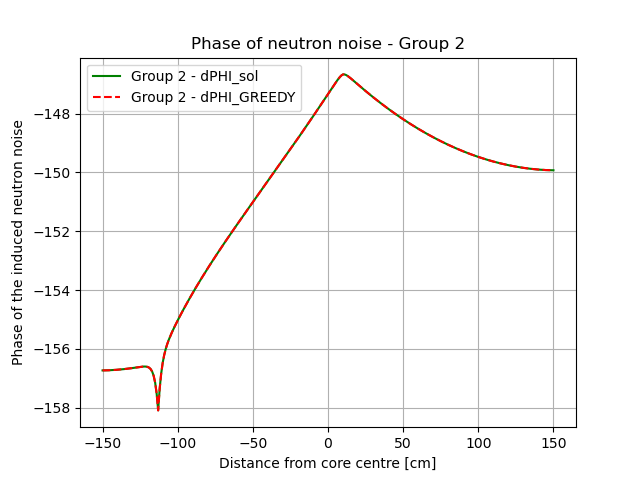 Phase of neutron noise - Group 2
Group 2 - dPHI_sol
Group 2 - dPHI_GREEDY
Phase of the induced neutron noise
−148
−150
−152
−154
−156
−158
−150
−100
−50
0
50
100
150
Distance from core centre [cm]